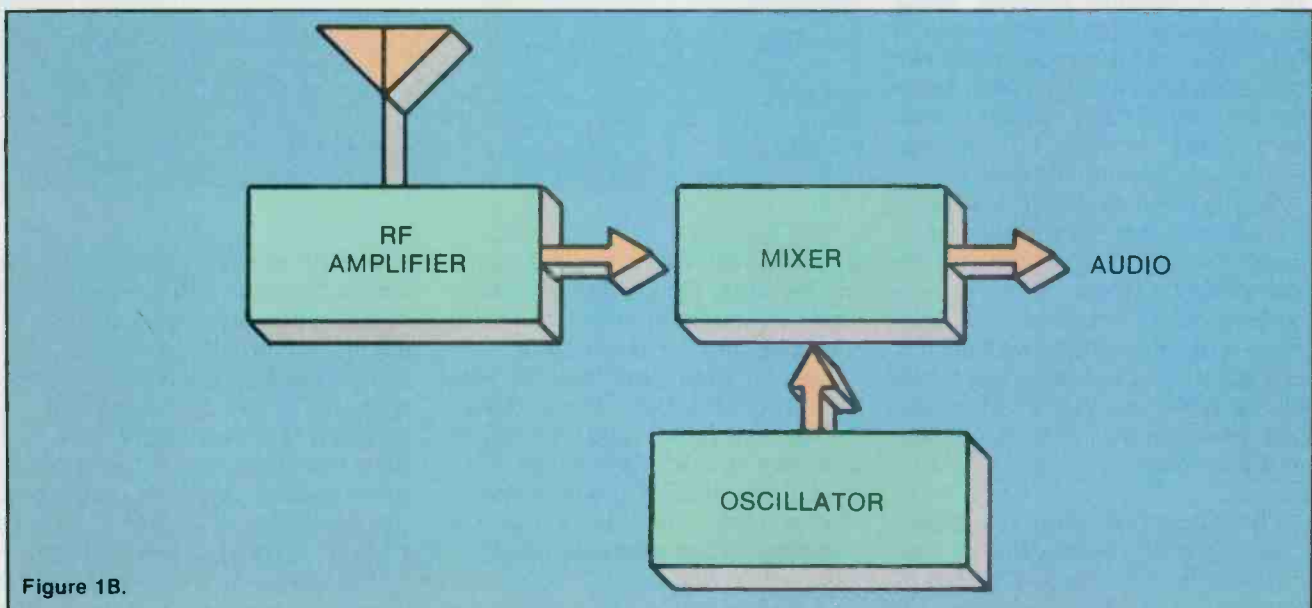 RF
AMPLIFIER
MIXER
AUDIO
OSCILLATOR
Figure 1B.